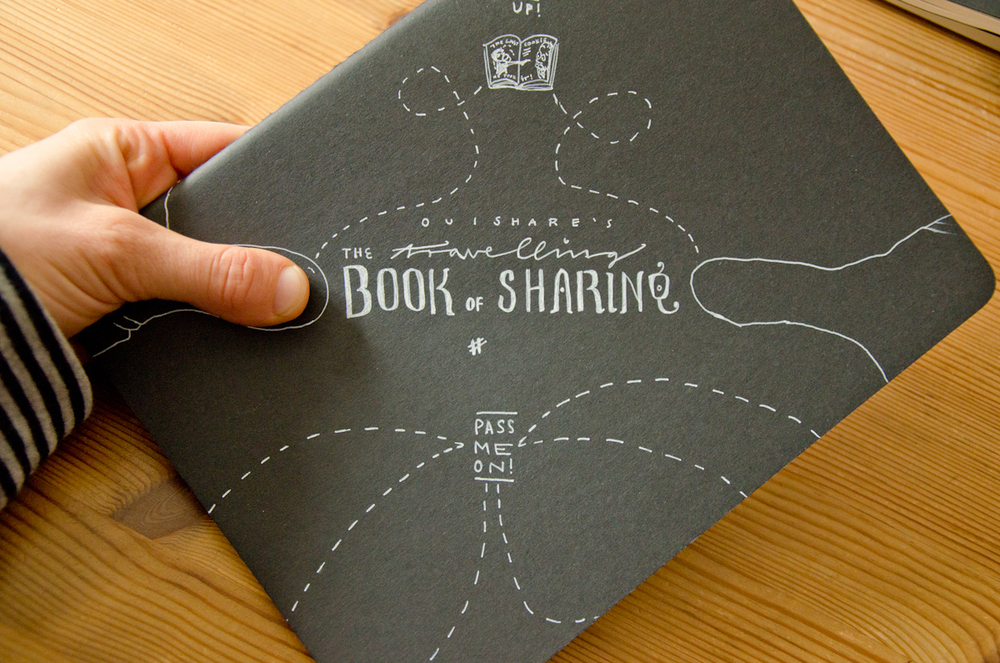 UP!
OUISHARE'S
THE travelling
BOOK OF SHARING
#
PASS
ME
ON!